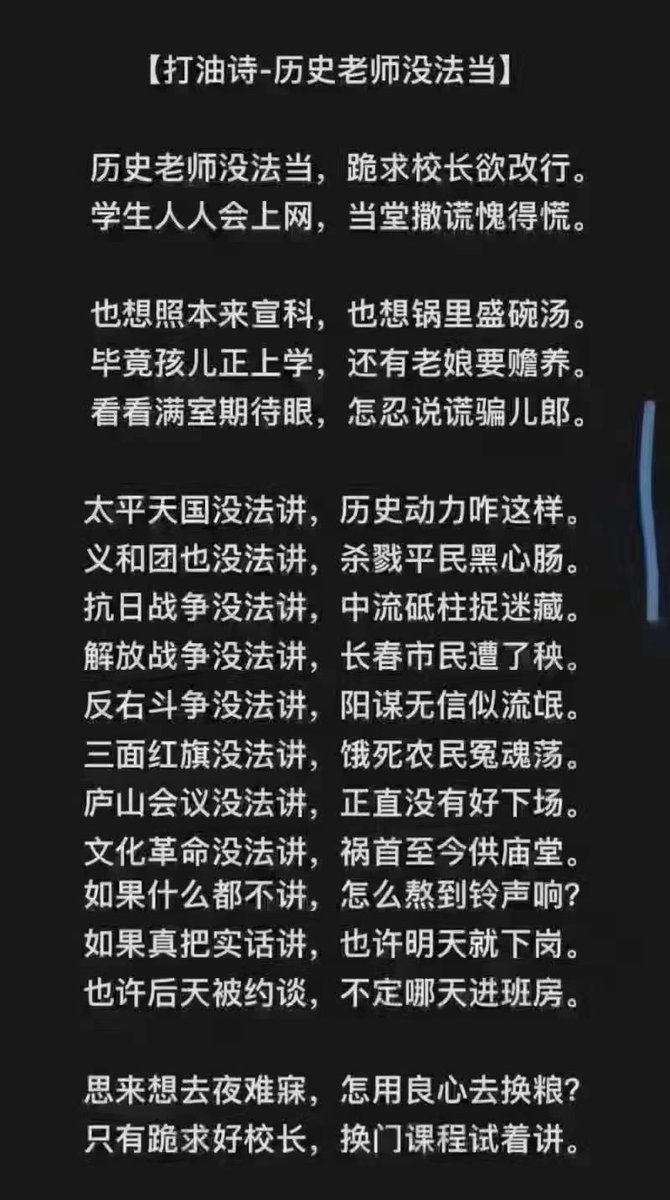 【打油诗-历史老师没法当】
历史老师没法当，跪求校长欲改行。
学生人人会上网，当堂撒谎愧得慌。
也想照本来宣科，也想锅里盛碗汤。
毕竟孩儿正上学，还有老娘要赡养。
看看满室期待眼，怎忍说谎骗儿郎。
太平天国没法讲，历史动力咋这样。
义和团也没法讲，杀戮平民黑心肠。
抗日战争没法讲，中流砥柱捉迷藏。
解放战争没法讲，长春市民遭了秧。
反右斗争没法讲，阳谋无信似流氓。
三面红旗没法讲，饿死农民冤魂荡。
庐山会议没法讲，正直没有好下场。
文化革命没法讲，祸首至今供庙堂。
如果什么都不讲，怎么熬到铃声响？
如果真把实话讲，也许明天就下岗。
也许后天被约谈，不定哪天进班房。
思来想去夜难寐，怎用良心去换粮？
只有跪求好校长，换门课程试着讲。